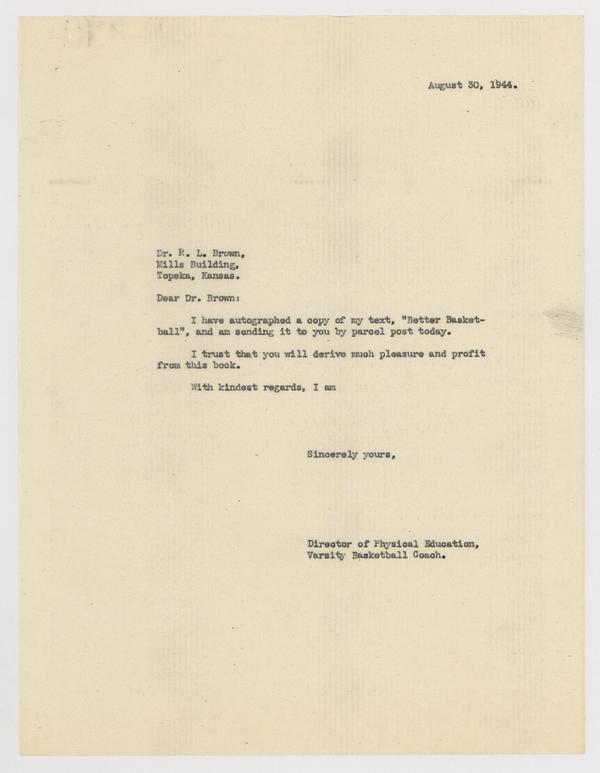 August 30, 1944.
Dr. R. L. Brown,
Mills Building,
Topeka, Kansas.
Dear Dr. Brown:
I have autographed a copy of my text, "Better Basket-
ball", and am sending it to you by parcel post today.
I trust that you will derive much pleasure and profit
from this book.
With kindest regards, I am
Sincerely yours,
Director of Physical Education,
Varsity Basketball Coach.